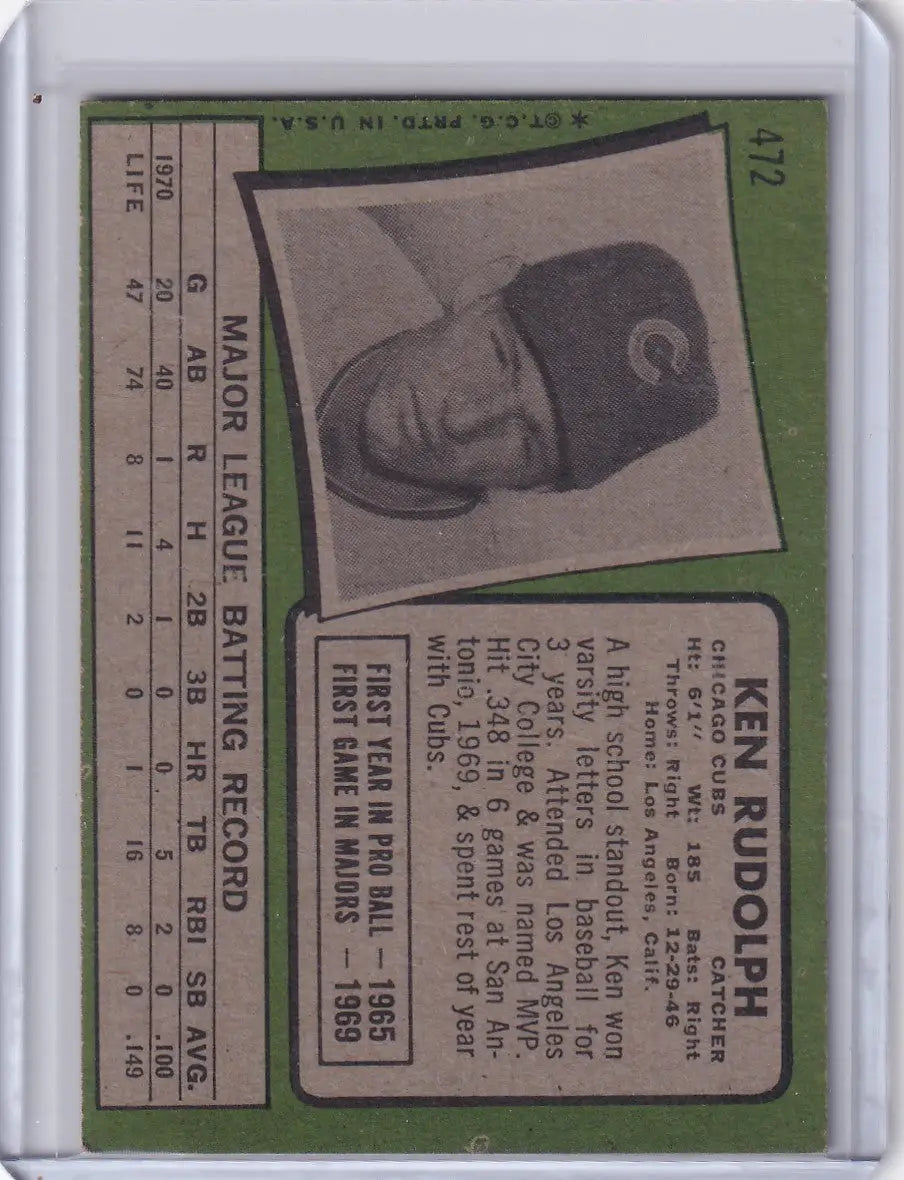 472
KEN RUDOLPH
CHICAGO CUBS CATCHER
Ht: 6'1" Wt: 185 Bats: Right
Throws: Right Born: 12-29-46
Home: Los Angeles, Calif.
A high school standout, Ken won
varsity letters in baseball for
3 years. Attended Los Angeles
City College & was named MVP.
Hit .348 in 6 games at San An-
tonio, 1969, & spent rest of year
with Cubs.
FIRST YEAR IN PRO BALL — 1965
FIRST GAME IN MAJORS — 1969
C
✶©T.C.G. PRTD. IN U.S.A.
MAJOR LEAGUE BATTING RECORD
G AB R H 2B 3B HR TB RBI SB AVG.
1970 20 40 1 4 1 0 0 5 2 0 .100
LIFE 47 74 8 11 2 0 1 16 8 0 .149